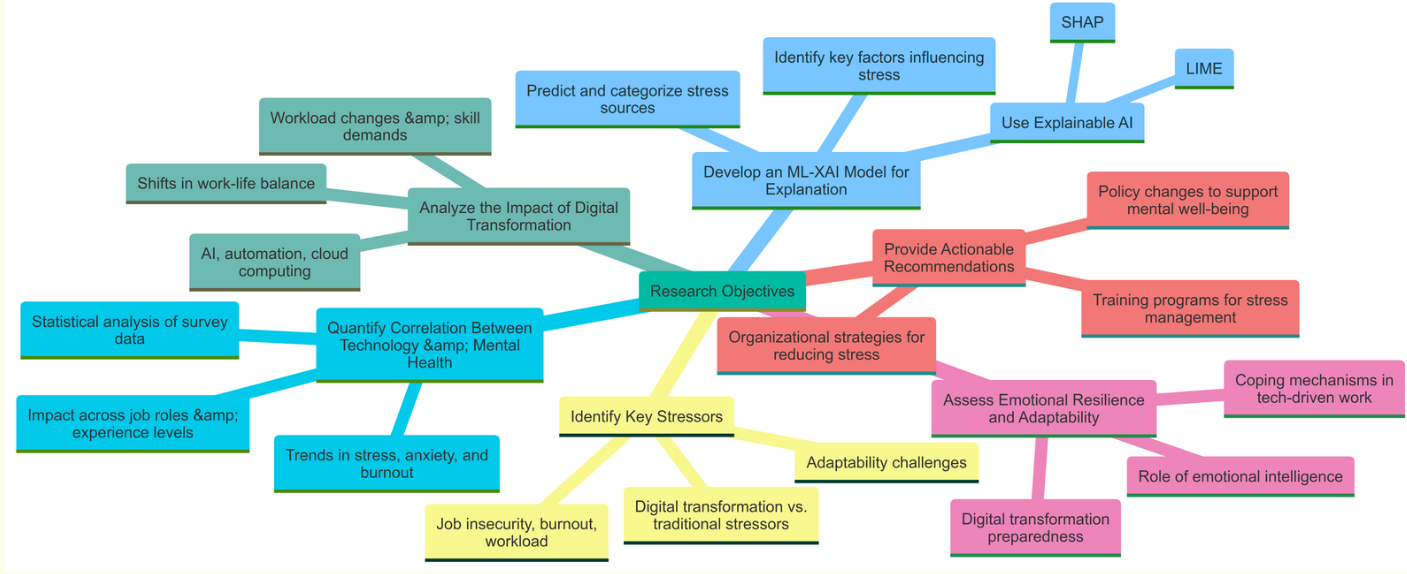 SHAP
LIME
Use Explainable AI
Identify key factors influencing
stress
Predict and categorize stress
sources
Develop an ML-XAI Model for
Explanation
Workload changes &amp; skill
demands
Shifts in work-life balance
AI, automation, cloud
computing
Analyze the Impact of Digital
Transformation
Policy changes to support
mental well-being
Provide Actionable
Recommendations
Training programs for stress
management
Organizational strategies for
reducing stress
Research Objectives
Statistical analysis of survey
data
Quantify Correlation Between
Technology &amp; Mental
Health
Impact across job roles &amp;
experience levels
Trends in stress, anxiety, and
burnout
Identify Key Stressors
Adaptability challenges
Digital transformation vs.
traditional stressors
Job insecurity, burnout,
workload
Assess Emotional Resilience
and Adaptability
Coping mechanisms in
tech-driven work
Role of emotional intelligence
Digital transformation
preparedness